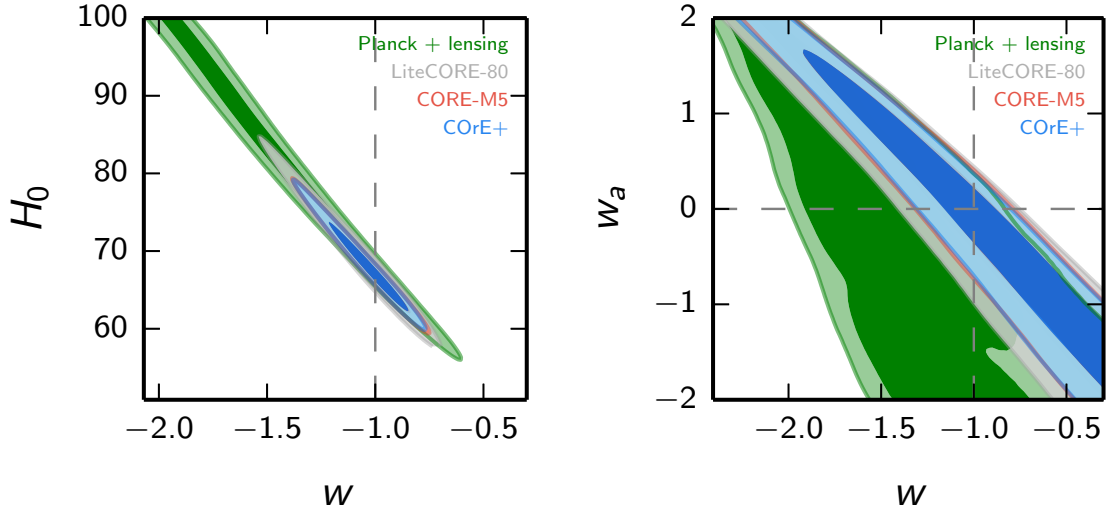 100
90
80
70
60
H0
−2.0 −1.5 −1.0 −0.5
w
Planck + lensing
LiteCORE-80
CORE-M5
COrE+
2
1
0
−1
−2
wa
−2.0 −1.5 −1.0 −0.5
w
Planck + lensing
LiteCORE-80
CORE-M5
COrE+